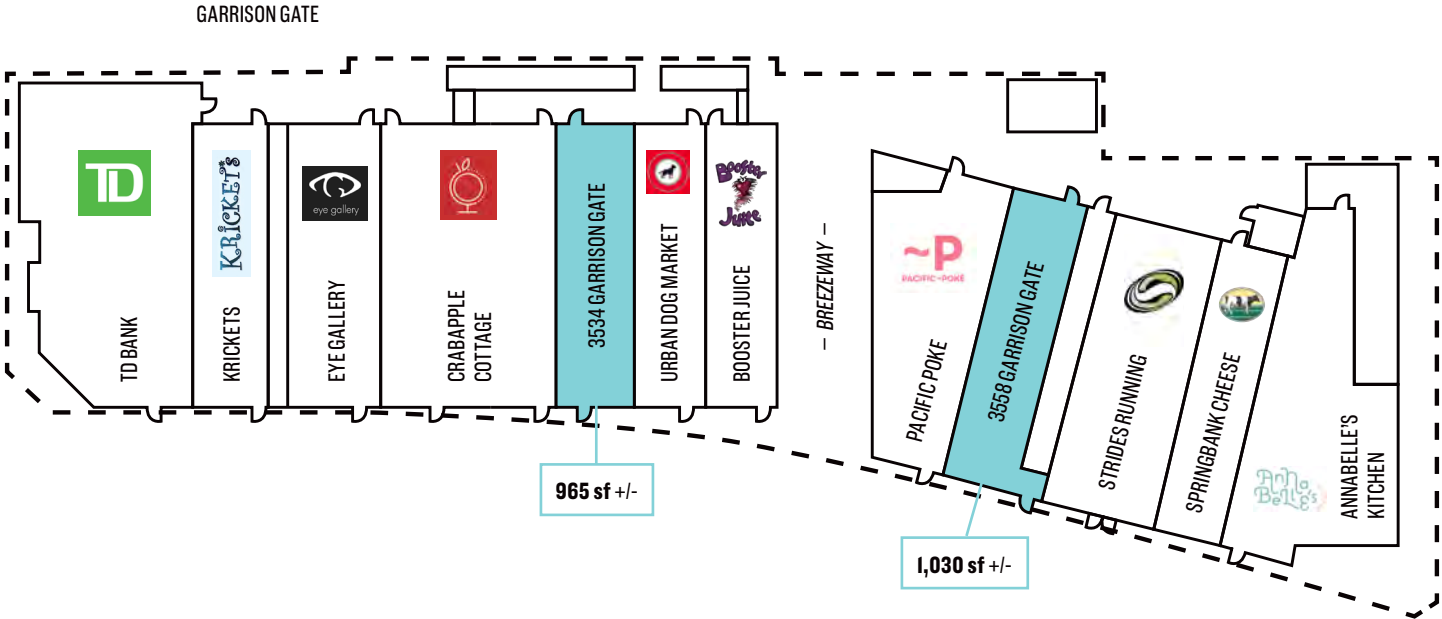 GARRISON GATE
TD
TD BANK
KRICKETS
KRICKETS
eye gallery
EYE GALLERY
CRABAPPLE
COTTAGE
3534 GARRISON GATE
965 sf +/-
URBAN DOG MARKET
Booster
Juice
BOOSTER JUICE
– BREEZEWAY –
~P
PACIFIC~POKE
PACIFIC POKE
3558 GARRISON GATE
1,030 sf +/-
STRIDES RUNNING
SPRINGBANK CHEESE
AnnA
BeLLE's
ANNABELLE'S
KITCHEN